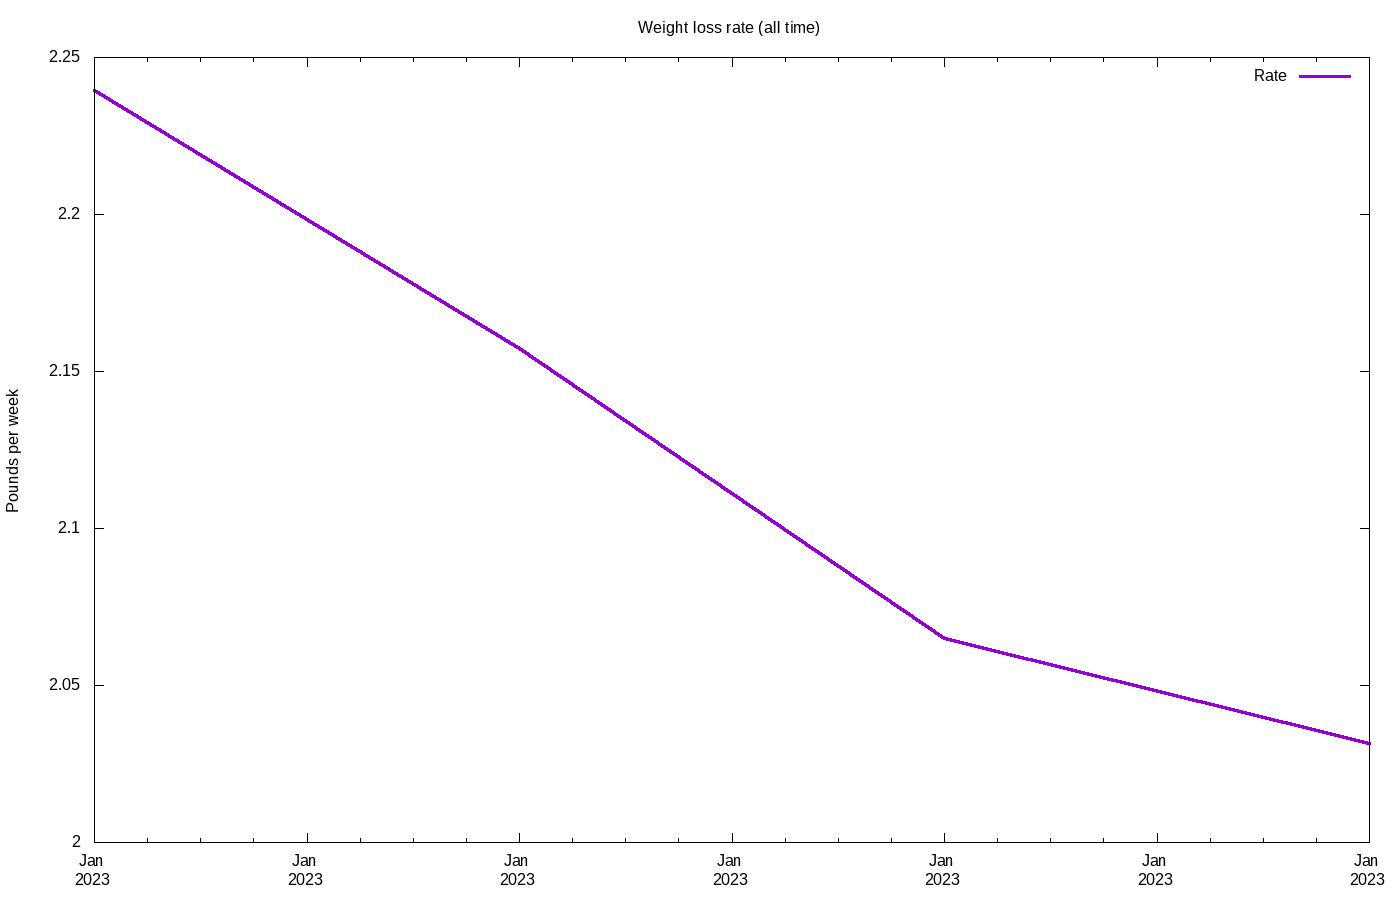 Weight loss rate (all time)
Rate
Pounds per week
2.25
2.2
2.15
2.1
2.05
2
Jan Jan Jan Jan Jan Jan Jan
2023 2023 2023 2023 2023 2023 2023